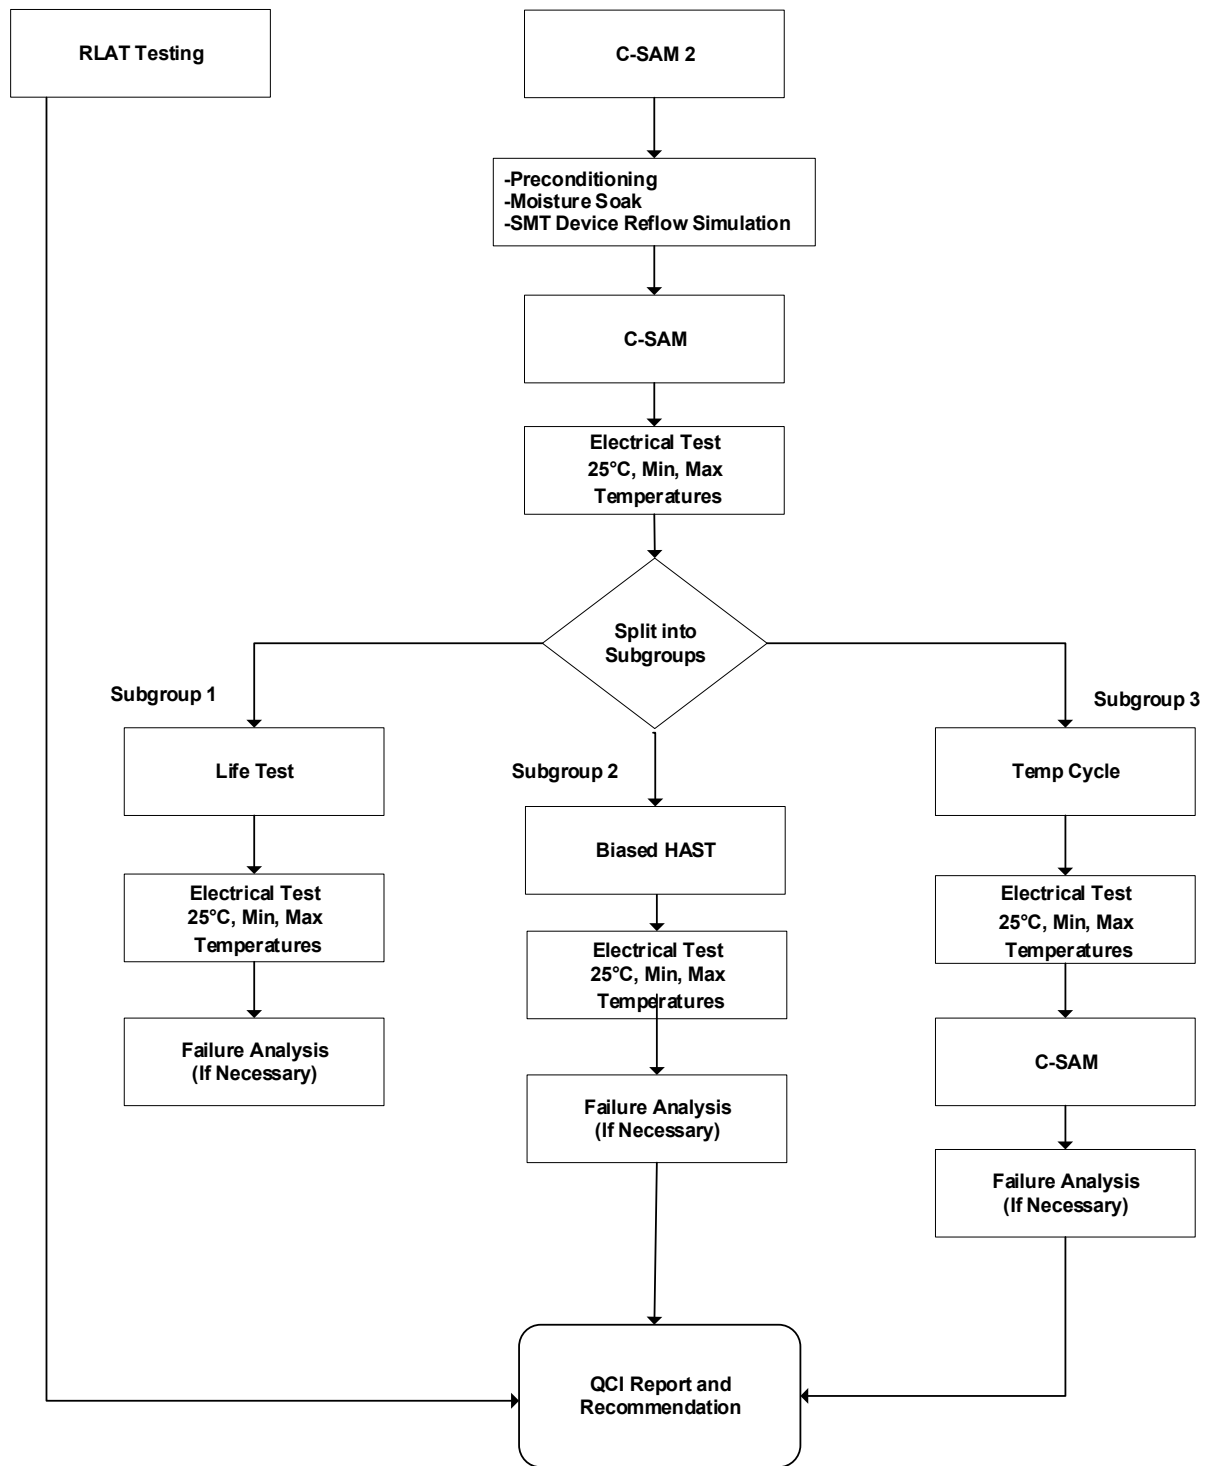 RLAT Testing
C-SAM 2
-Preconditioning
-Moisture Soak
-SMT Device Reflow Simulation
C-SAM
Electrical Test
25°C, Min, Max
Temperatures
Split into
Subgroups
Subgroup 1
Life Test
Electrical Test
25°C, Min, Max
Temperatures
Failure Analysis
(If Necessary)
Subgroup 2
Biased HAST
Electrical Test
25°C, Min, Max
Temperatures
Failure Analysis
(If Necessary)
Subgroup 3
Temp Cycle
Electrical Test
25°C, Min, Max
Temperatures
C-SAM
Failure Analysis
(If Necessary)
QCI Report and
Recommendation